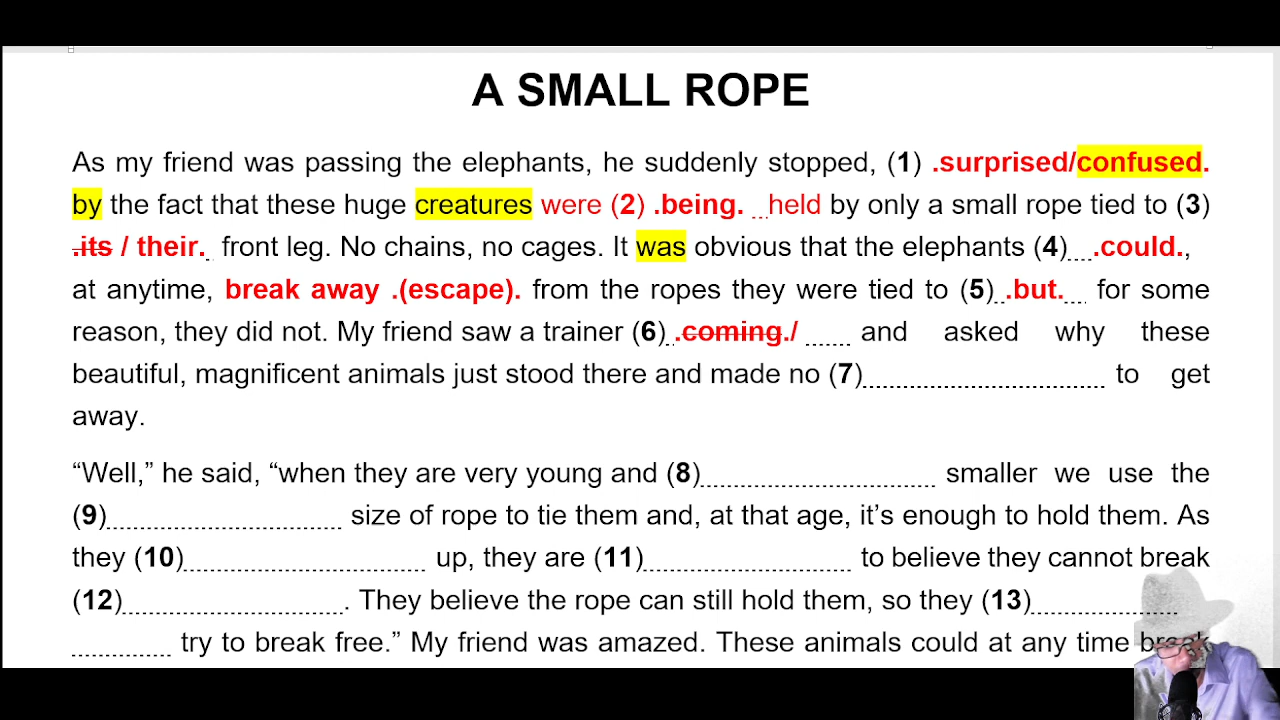 A SMALL ROPE
As my friend was passing the elephants, he suddenly stopped, (1) .surprised/confused.
by the fact that these huge creatures were (2) .being. ...held by only a small rope tied to (3)
.its / their.. front leg. No chains, no cages. It was obvious that the elephants (4)....could.,
at anytime, break away .(escape). from the ropes they were tied to (5)..but.... for some
reason, they did not. My friend saw a trainer (6)..coming./ ...... and asked why these
beautiful, magnificent animals just stood there and made no (7)................................. to get
away.
“Well,” he said, “when they are very young and (8)................................. smaller we use the
(9)................................. size of rope to tie them and, at that age, it’s enough to hold them. As
they (10)................................. up, they are (11)............................. to believe they cannot break
(12)............................... They believe the rope can still hold them, so they (13)....................
.............. try to break free.” My friend was amazed. These animals could at any time break